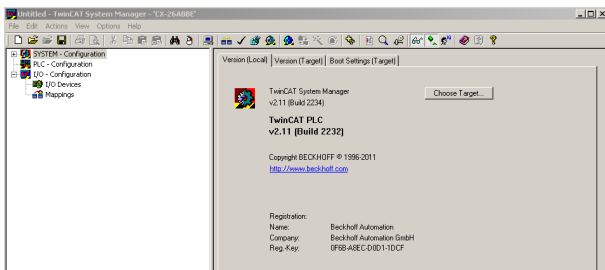 Untitled - TwinCAT System Manager - 'CX-26A88E'
File Edit Actions View Options Help
SYSTEM - Configuration
PLC - Configuration
I/O - Configuration
I/O Devices
Mappings
Version (Local) Version (Target) Boot Settings (Target)
TwinCAT System Manager
v2.11 (Build 2234)
Choose Target...
TwinCAT PLC
v2.11 (Build 2232)
Copyright BECKHOFF © 1996-2011
http://www.beckhoff.com
Registration:
Name: Beckhoff Automation
Company: Beckhoff Automation GmbH
Reg.-Key: 0F6B-A8EC-D0D1-1DCF